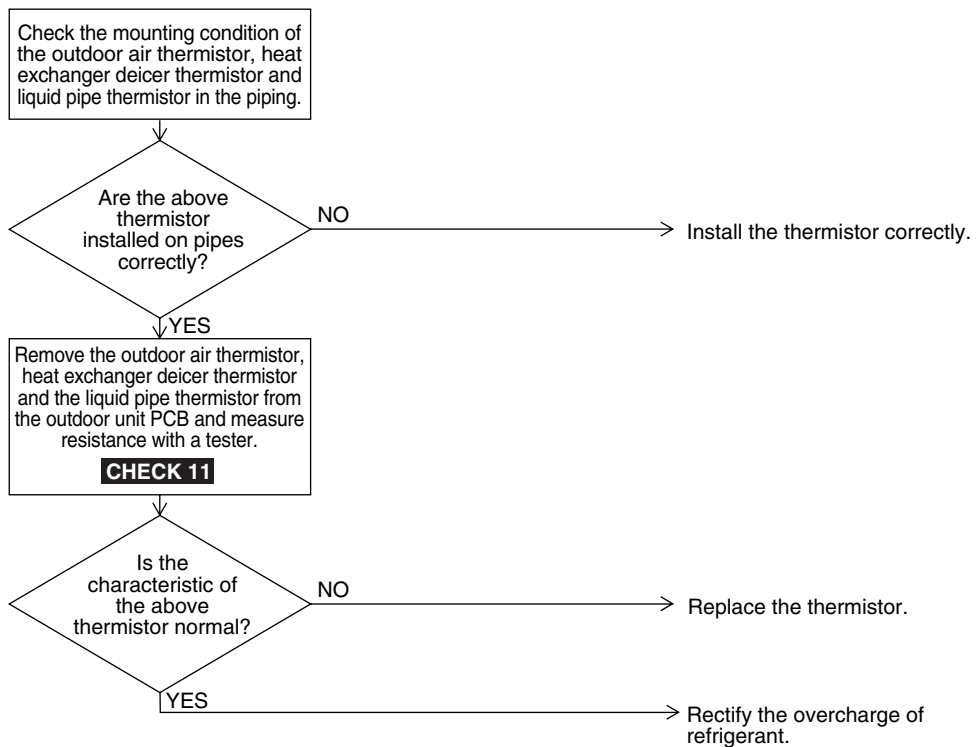 Check the mounting condition of
the outdoor air thermistor, heat
exchanger deicer thermistor and
liquid pipe thermistor in the piping.
Are the above
thermistor
installed on pipes
correctly?
NO
Install the thermistor correctly.
YES
Remove the outdoor air thermistor,
heat exchanger deicer thermistor
and the liquid pipe thermistor from
the outdoor unit PCB and measure
resistance with a tester.
CHECK 11
Is the
characteristic of
the above
thermistor normal?
NO
Replace the thermistor.
YES
Rectify the overcharge of
refrigerant.